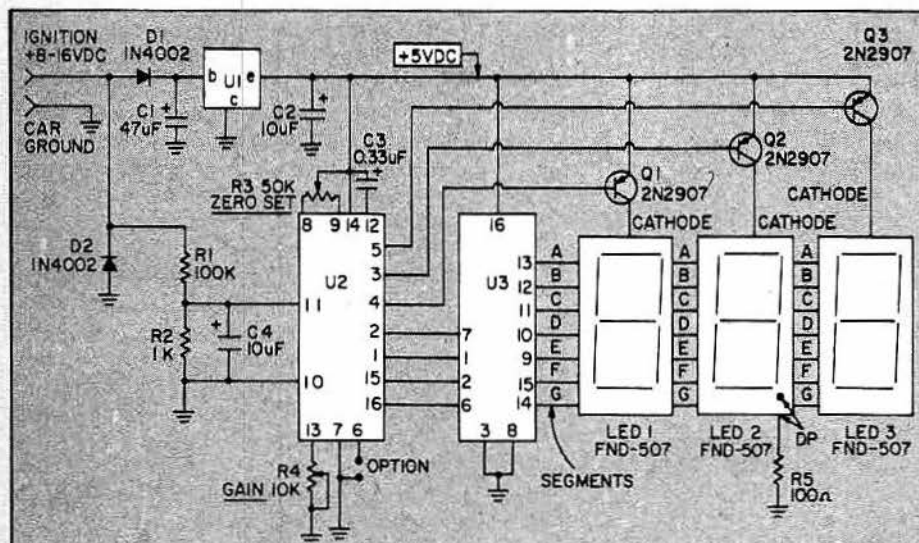 IGNITION
+8-16VDC
D1
1N4002
b U1 e
c
+5VDC
Q3
2N2907
CAR
GROUND
C1
47uF
+
C2
10uF
+
C3
0.33uF
+
Q2
2N2907
Q1
2N2907
R3 50K
ZERO SET
CATHODE
CATHODE
CATHODE
8 9 14 12
16
D2
1N4002
R1
100K
U2
5
3
4
2
1
15
16
11
10
U3
7
1
2
6
13
12
11
10
9
15
14
A
B
C
D
E
F
G
A
B
C
D
E
F
G
A
B
C
D
E
F
G
R2
1K
+
C4
10uF
13 7 6
3 8
LED 1
FND-507
LED 2
FND-507
DP
LED 3
FND-507
OPTION
R4
GAIN 10K
SEGMENTS
R5
100Ω